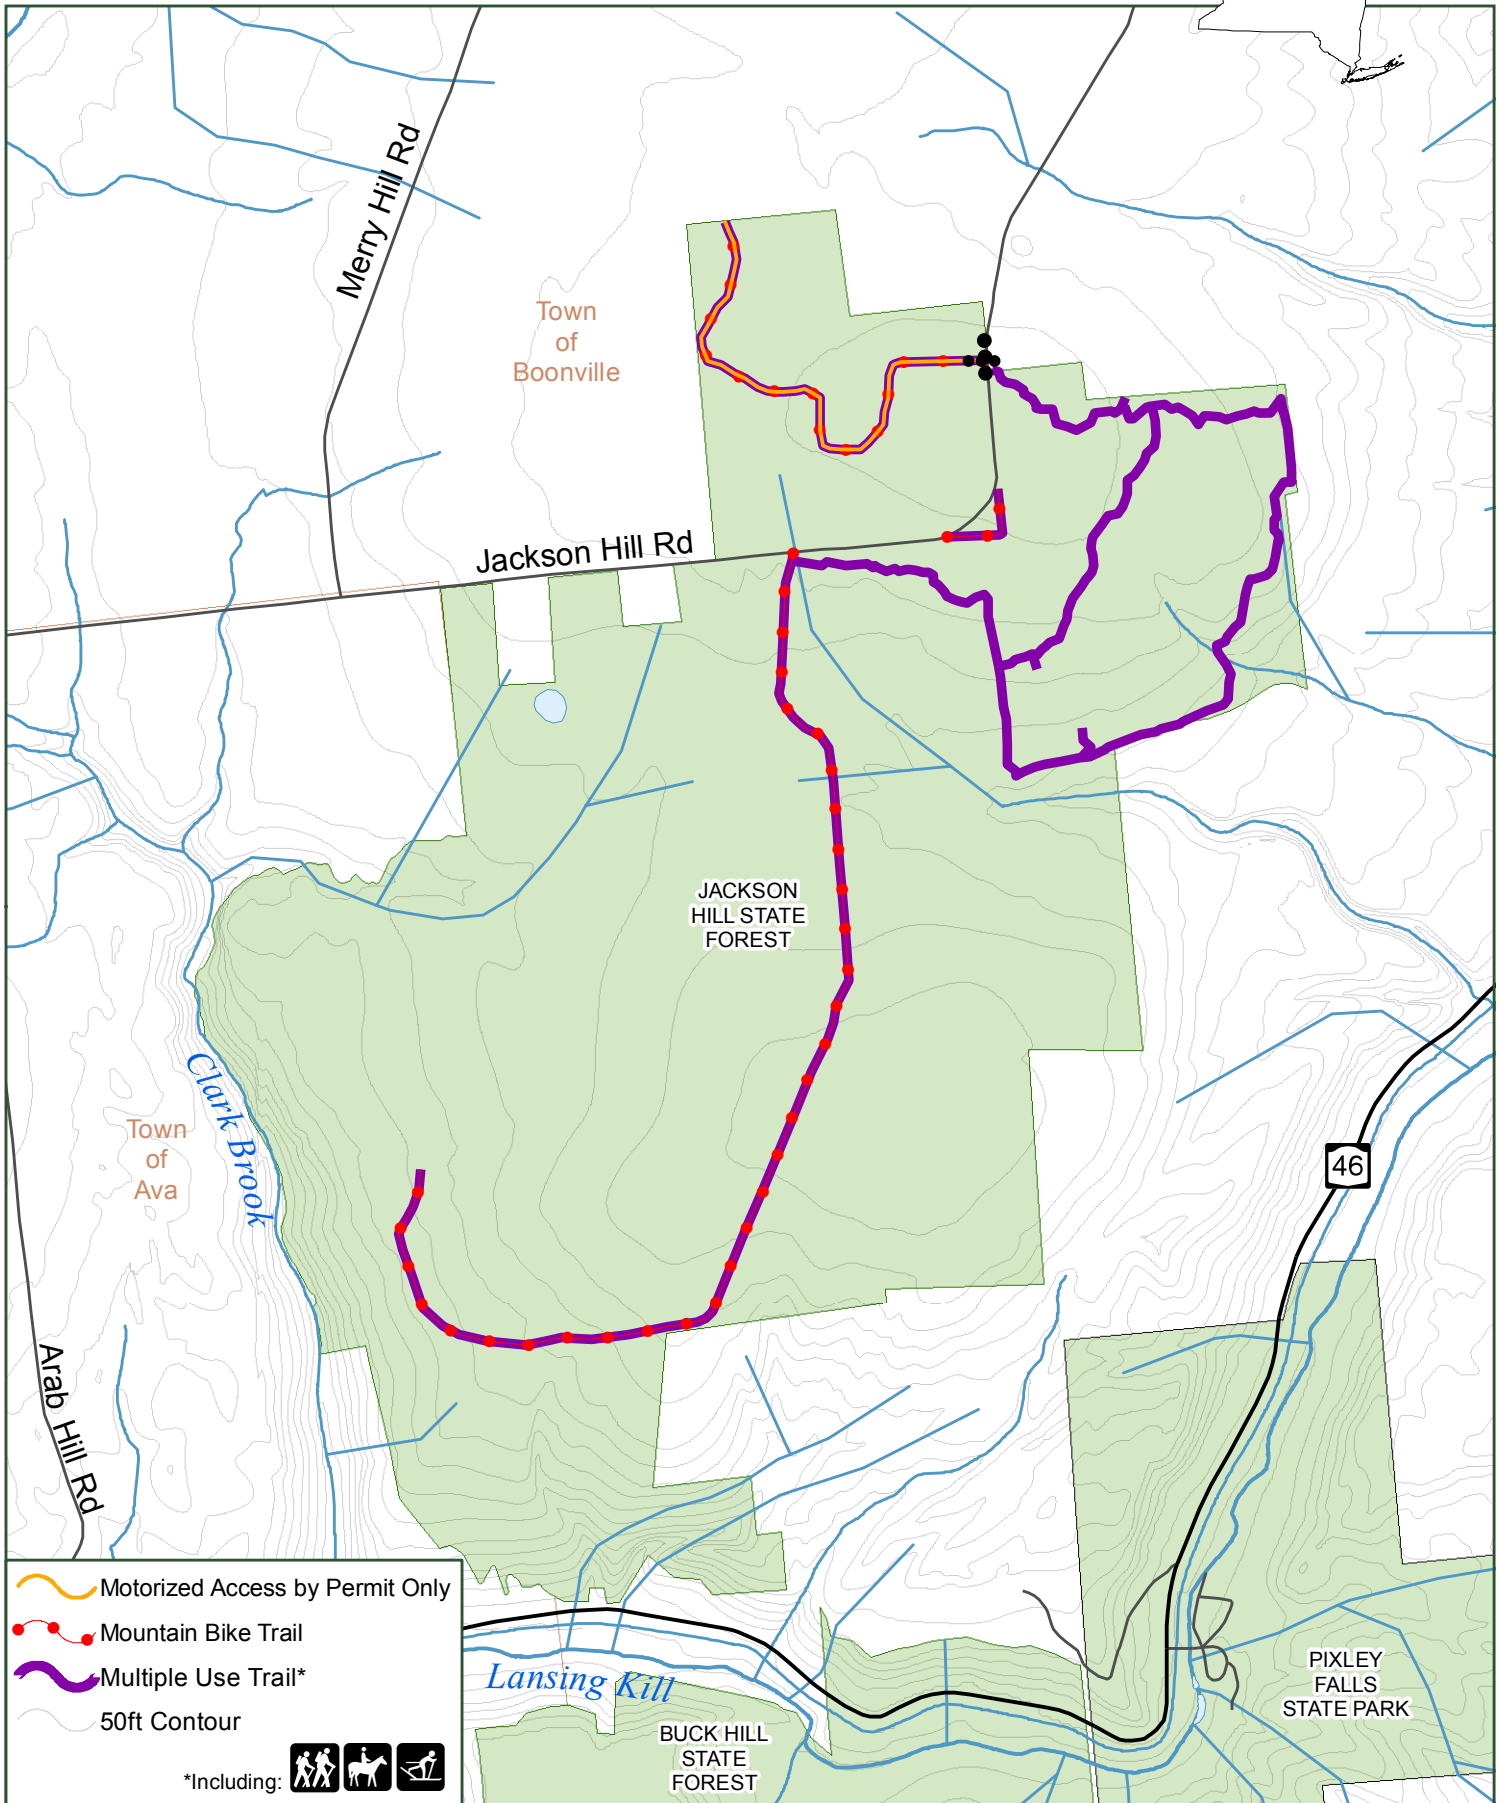 Merry Hill Rd
Town
of
Boonville
Jackson Hill Rd
JACKSON
HILL STATE
FOREST
Clark Brook
Town
of
Ava
46
Arab Hill Rd
Motorized Access by Permit Only
Mountain Bike Trail
Multiple Use Trail*
50ft Contour
*Including:
Lansing Kill
BUCK HILL
STATE
FOREST
PIXLEY
FALLS
STATE PARK